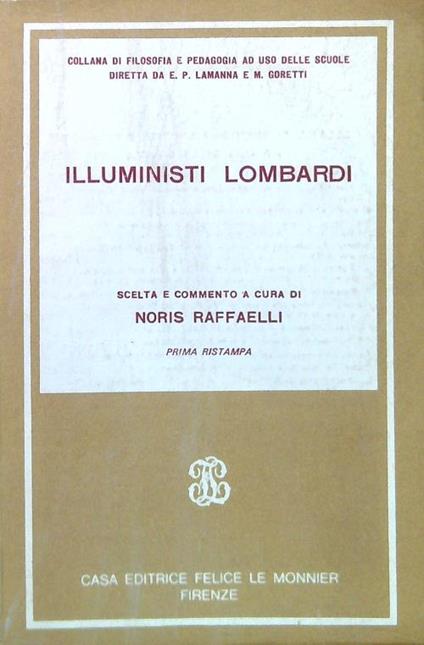 COLLANA DI FILOSOFIA E PEDAGOGIA AD USO DELLE SCUOLE
DIRETTA DA E. P. LAMANNA E M. GORETTI
ILLUMINISTI LOMBARDI
SCELTA E COMMENTO A CURA DI
NORIS RAFFAELLI
PRIMA RISTAMPA
CASA EDITRICE FELICE LE MONNIER
FIRENZE